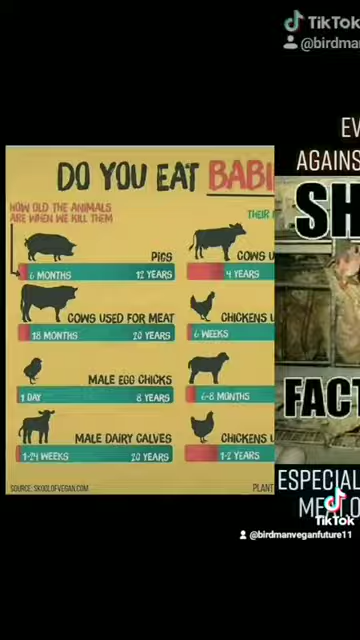 TikTok
@birdman
EV
AGAINS
DO YOU EAT BABI
HOW OLD THE ANIMALS
ARE WHEN WE KILL THEM
THEIR
SH
PIGS
6 MONTHS 12 YEARS
COWS U
4 YEARS
COWS USED FOR MEAT
18 MONTHS 20 YEARS
CHICKENS U
6 WEEKS
MALE EGG CHICKS
1 DAY 8 YEARS
6-8 MONTHS
FACT
MALE DAIRY CALVES
1-24 WEEKS 20 YEARS
CHICKENS U
1-2 YEARS
SOURCE: SKOOLOFVEGAN.COM
PLANT
ESPECIAL
MEAT O
TikTok
@birdmanveganfuture11